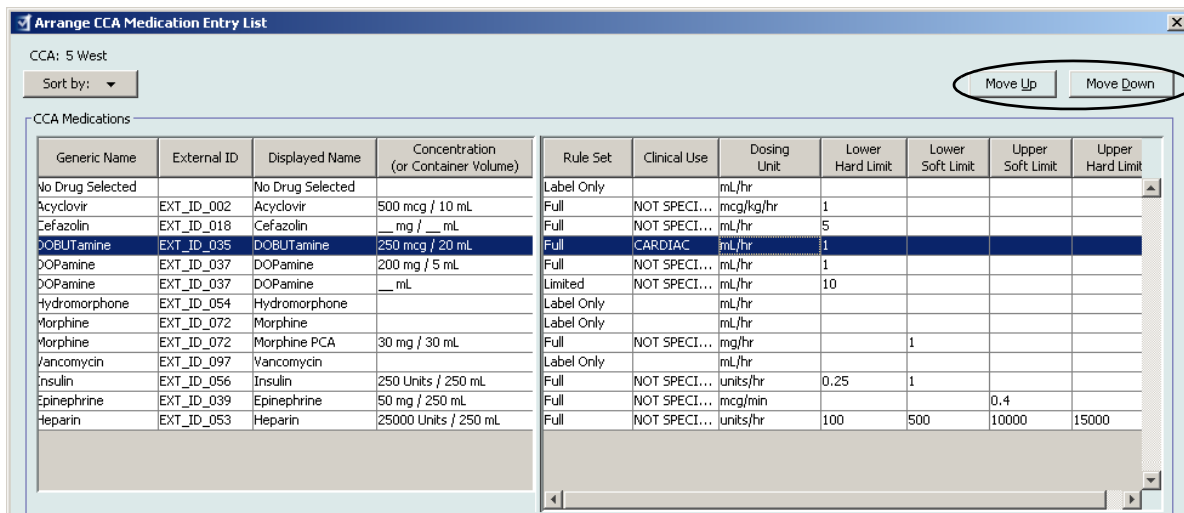 Arrange CCA Medication Entry List
CCA: 5 West
Sort by:
Move Up Move Down
CCA Medications
Generic Name External ID Displayed Name Concentration (or Container Volume) Rule Set Clinical Use Dosing Unit Lower Hard Limit Lower Soft Limit Upper Soft Limit Upper Hard Limit
No Drug Selected No Drug Selected Label Only mL/hr
Acyclovir EXT_ID_002 Acyclovir 500 mcg / 10 mL Full NOT SPECI... mcg/kg/hr 1
Cefazolin EXT_ID_018 Cefazolin __ mg / __ mL Full NOT SPECI... mL/hr 5
DOBUTamine EXT_ID_035 DOBUTamine 250 mcg / 20 mL Full CARDIAC mL/hr 1
DOPamine EXT_ID_037 DOPamine 200 mg / 5 mL Full NOT SPECI... mL/hr 1
DOPamine EXT_ID_037 DOPamine __ mL Limited NOT SPECI... mL/hr 10
Hydromorphone EXT_ID_054 Hydromorphone Label Only mL/hr
Morphine EXT_ID_072 Morphine Label Only mL/hr
Morphine EXT_ID_072 Morphine PCA 30 mg / 30 mL Full NOT SPECI... mg/hr 1
Vancomycin EXT_ID_097 Vancomycin Label Only mL/hr
Insulin EXT_ID_056 Insulin 250 Units / 250 mL Full NOT SPECI... units/hr 0.25 1
Epinephrine EXT_ID_039 Epinephrine 50 mg / 250 mL Full NOT SPECI... mcg/min 0.4
Heparin EXT_ID_053 Heparin 25000 Units / 250 mL Full NOT SPECI... units/hr 100 500 10000 15000